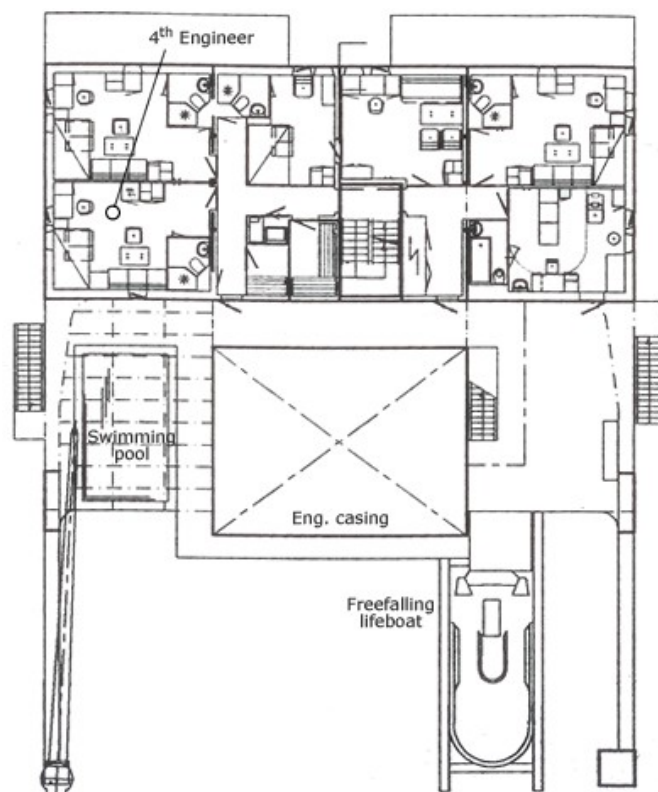 4th Engineer
Swimming
pool
Eng. casing
Freefalling
lifeboat